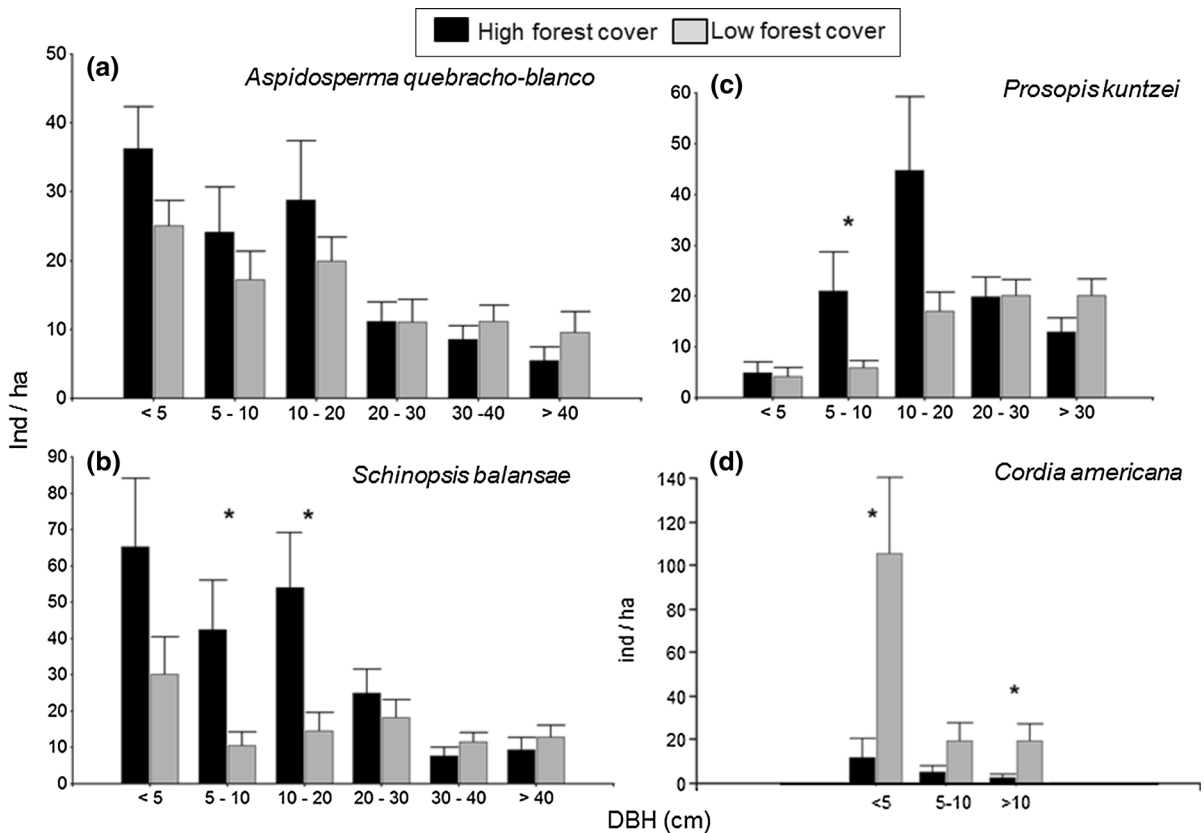 High forest cover
Low forest cover
(a)
Aspidosperma quebracho-blanco
50
40
30
20
10
0
< 5
5 - 10
10 - 20
20 - 30
30 -40
> 40
(c)
Prosopis kuntzei
60
50
40
30
20
10
0
*
< 5
5 - 10
10 - 20
20 - 30
> 30
Ind / ha
(b)
Schinopsis balansae
90
80
70
60
50
40
30
20
10
0
*
*
< 5
5 - 10
10 - 20
20 - 30
30 - 40
> 40
(d)
Cordia americana
140
120
100
80
60
40
20
0
ind / ha
*
*
<5
5-10
>10
DBH (cm)